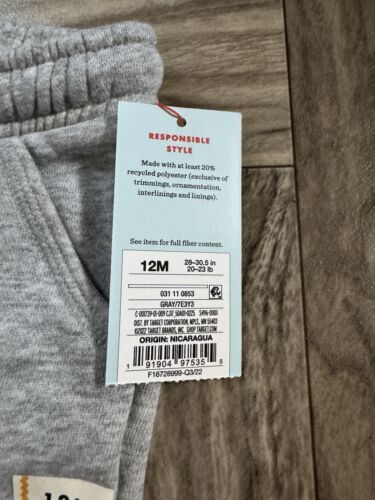 RESPONSIBLE
STYLE
Made with at least 20%
recycled polyester (exclusive of
trimmings, ornamentation,
interlinings and linings).
See item for full fiber content.
12M
28–30.5 in
20–23 lb
031 11 0853
GRAY/7E3Y3
DIST. BY TARGET CORPORATION, MPLS, MN 55403
©2022 TARGET BRANDS, INC. SHOP TARGET.COM
ORIGIN: NICARAGUA
1 91904 97535 5
F16728999-Q3/22